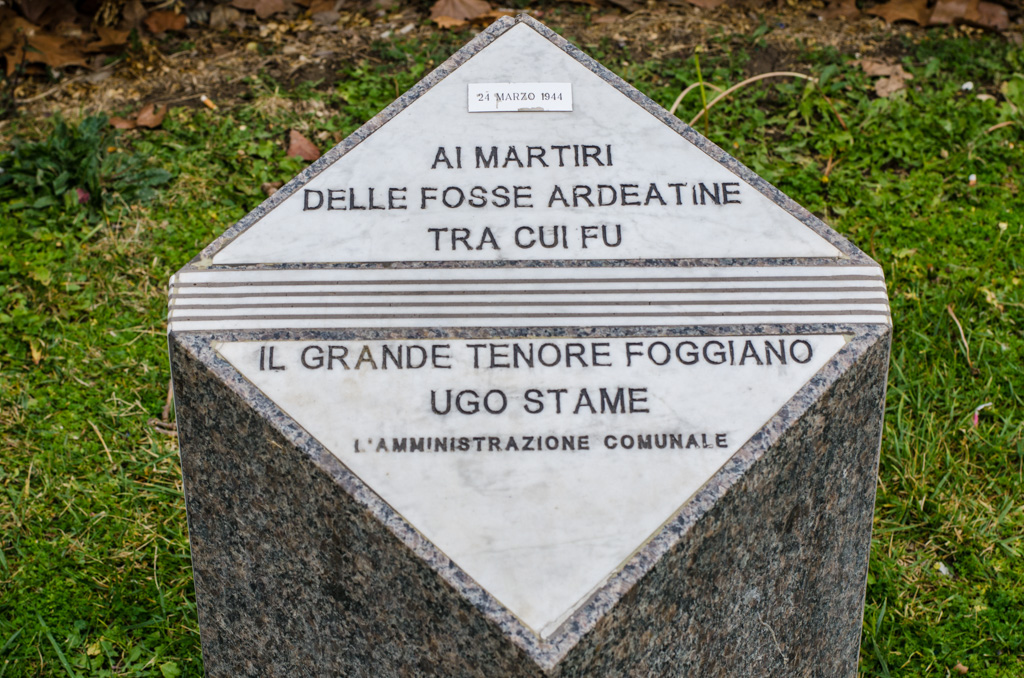 24 MARZO 1944
AI MARTIRI
DELLE FOSSE ARDEATINE
TRA CUI FU
IL GRANDE TENORE FOGGIANO
UGO STAME
L'AMMINISTRAZIONE COMUNALE